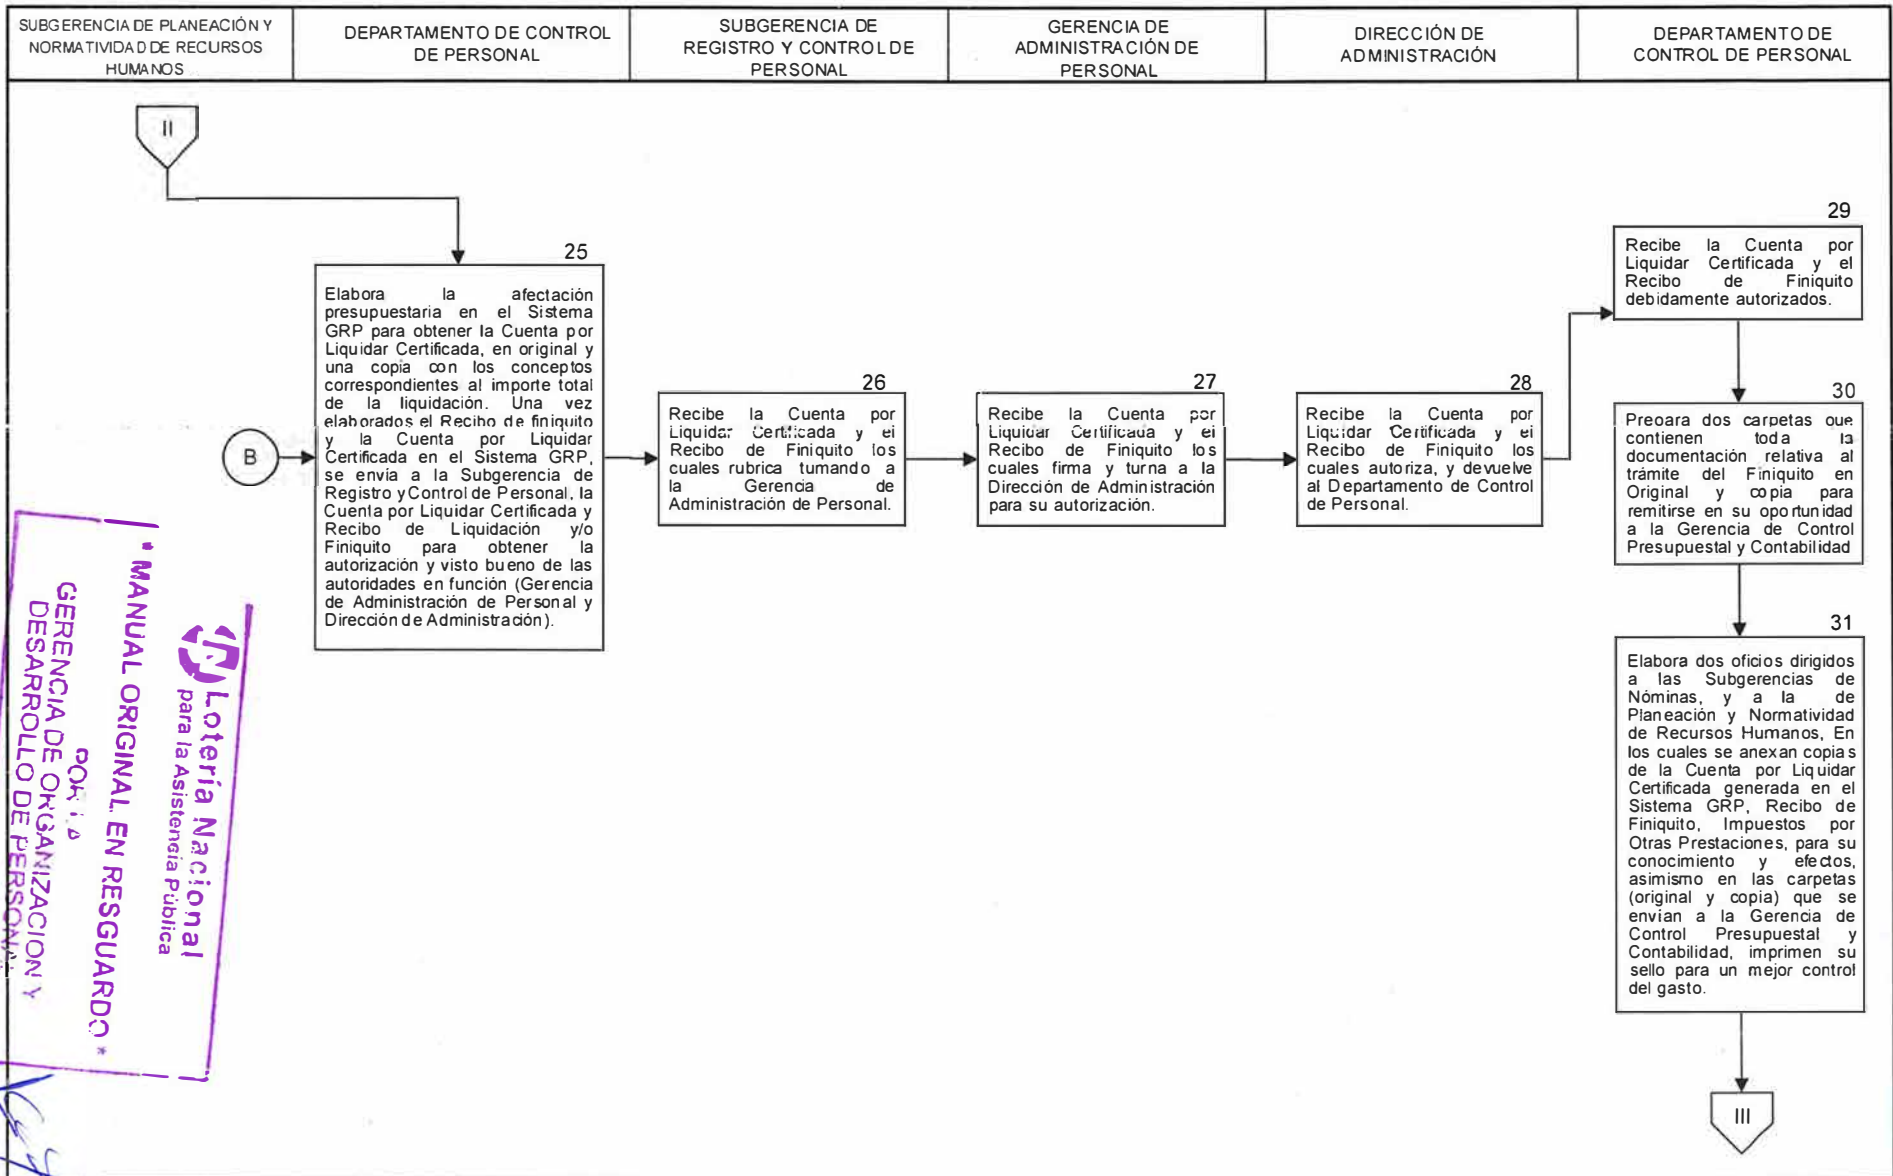 SUBGERENCIA DE PLANEACIÓN Y
NORMATIVIDAD DE RECURSOS
HUMANOS
DEPARTAMENTO DE CONTROL
DE PERSONAL
SUBGERENCIA DE
REGISTRO Y CONTROL DE
PERSONAL
GERENCIA DE
ADMINISTRACIÓN DE
PERSONAL
DIRECCIÓN DE
ADMINISTRACIÓN
DEPARTAMENTO DE
CONTROL DE PERSONAL
II
B
25
Elabora la afectación
presupuestaria en el Sistema
GRP para obtener la Cuenta por
Liquidar Certificada, en original y
una copia con los conceptos
correspondientes al importe total
de la liquidación. Una vez
elaborados el Recibo de finiquito
y la Cuenta por Liquidar
Certificada en el Sistema GRP,
se envía a la Subgerencia de
Registro y Control de Personal, la
Cuenta por Liquidar Certificada y
Recibo de Liquidación y/o
Finiquito para obtener la
autorización y visto bueno de las
autoridades en función (Gerencia
de Administración de Personal y
Dirección de Administración).
26
Recibe la Cuenta por
Liquidar Certificada y el
Recibo de Finiquito los
cuales rubrica turnando a
la Gerencia de
Administración de Personal.
27
Recibe la Cuenta por
Liquidar Certificada y el
Recibo de Finiquito los
cuales firma y turna a la
Dirección de Administración
para su autorización.
28
Recibe la Cuenta por
Liquidar Certificada y el
Recibo de Finiquito los
cuales autoriza, y devuelve
al Departamento de Control
de Personal.
29
Recibe la Cuenta por
Liquidar Certificada y el
Recibo de Finiquito
debidamente autorizados.
30
Prepara dos carpetas que
contienen toda la
documentación relativa al
trámite del Finiquito en
Original y copia para
remitirse en su oportunidad
a la Gerencia de Control
Presupuestal y Contabilidad
31
Elabora dos oficios dirigidos
a las Subgerencias de
Nóminas, y a la de
Planeación y Normatividad
de Recursos Humanos, En
los cuales se anexan copias
de la Cuenta por Liquidar
Certificada generada en el
Sistema GRP, Recibo de
Finiquito, Impuestos por
Otras Prestaciones, para su
conocimiento y efectos,
asimismo en las carpetas
(original y copia) que se
envían a la Gerencia de
Control Presupuestal y
Contabilidad, imprimen su
sello para un mejor control
del gasto.
III
Lotería Nacional
para la Asistencia Pública
* MANUAL ORIGINAL EN RESGUARDO *
POR LA
GERENCIA DE ORGANIZACION Y
DESARROLLO DE PERSONAL